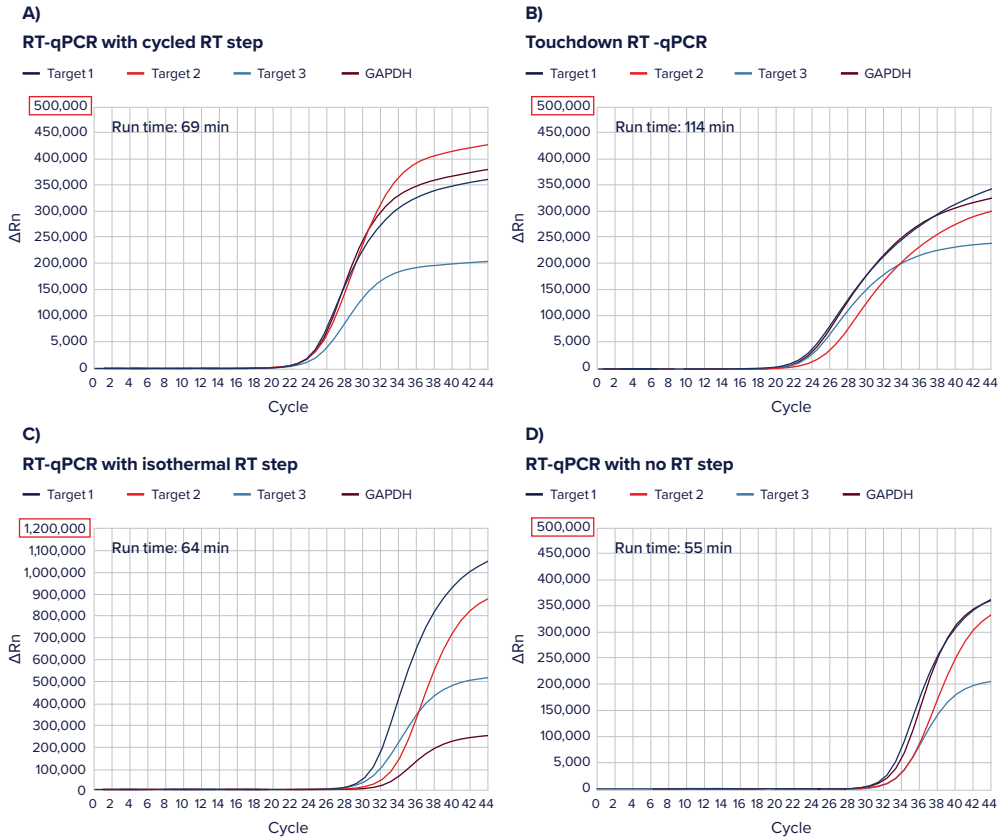 A)
RT-qPCR with cycled RT step
Target 1 Target 2 Target 3 GAPDH
500,000
Run time: 69 min
450,000
400,000
350,000
300,000
ΔRn
250,000
200,000
150,000
100,000
5,000
0
0 2 4 6 8 10 12 14 16 18 20 22 24 26 28 30 32 34 36 38 40 42 44
Cycle
B)
Touchdown RT -qPCR
Target 1 Target 2 Target 3 GAPDH
500,000
Run time: 114 min
450,000
400,000
350,000
300,000
ΔRn
250,000
200,000
150,000
100,000
5,000
0
0 2 4 6 8 10 12 14 16 18 20 22 24 26 28 30 32 34 36 38 40 42 44
Cycle
C)
RT-qPCR with isothermal RT step
Target 1 Target 2 Target 3 GAPDH
1,200,000
Run time: 64 min
1,100,000
1,000,000
900,000
800,000
700,000
ΔRn
600,000
500,000
400,000
300,000
200,000
100,000
0
0 2 4 6 8 10 12 14 16 18 20 22 24 26 28 30 32 34 36 38 40 42 44
Cycle
D)
RT-qPCR with no RT step
Target 1 Target 2 Target 3 GAPDH
500,000
Run time: 55 min
450,000
400,000
350,000
300,000
ΔRn
250,000
200,000
150,000
100,000
5,000
0
0 2 4 6 8 10 12 14 16 18 20 22 24 26 28 30 32 34 36 38 40 42 44
Cycle